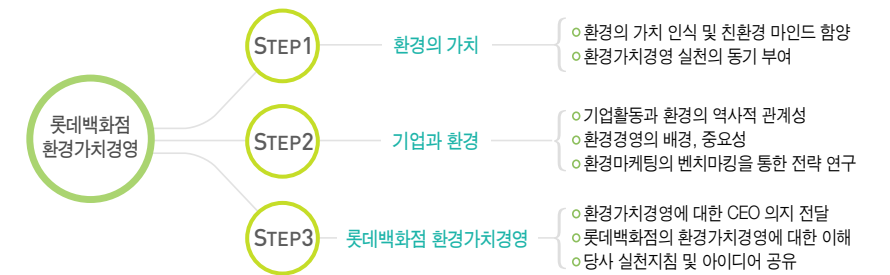 롯데백화점
환경가치경영
STEP1
환경의 가치
환경의 가치 인식 및 친환경 마인드 함양
환경가치경영 실천의 동기 부여
STEP2
기업과 환경
기업활동과 환경의 역사적 관계성
환경경영의 배경, 중요성
환경마케팅의 벤치마킹을 통한 전략 연구
STEP3
롯데백화점 환경가치경영
환경가치경영에 대한 CEO 의지 전달
롯데백화점의 환경가치경영에 대한 이해
당사 실천지침 및 아이디어 공유